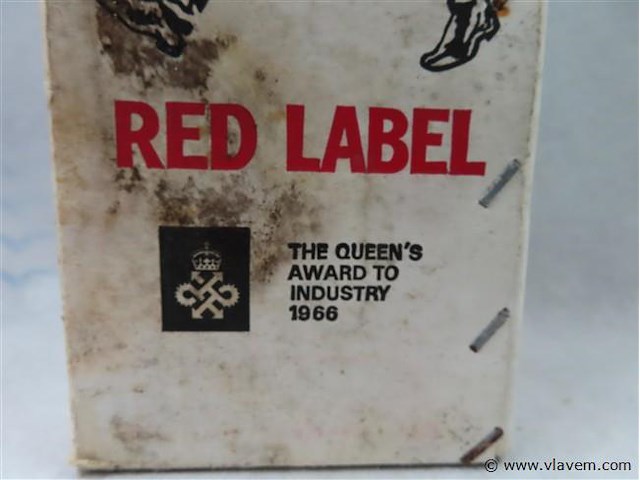 RED LABEL
THE QUEEN'S
AWARD TO
INDUSTRY
1966
© www.vlavem.com